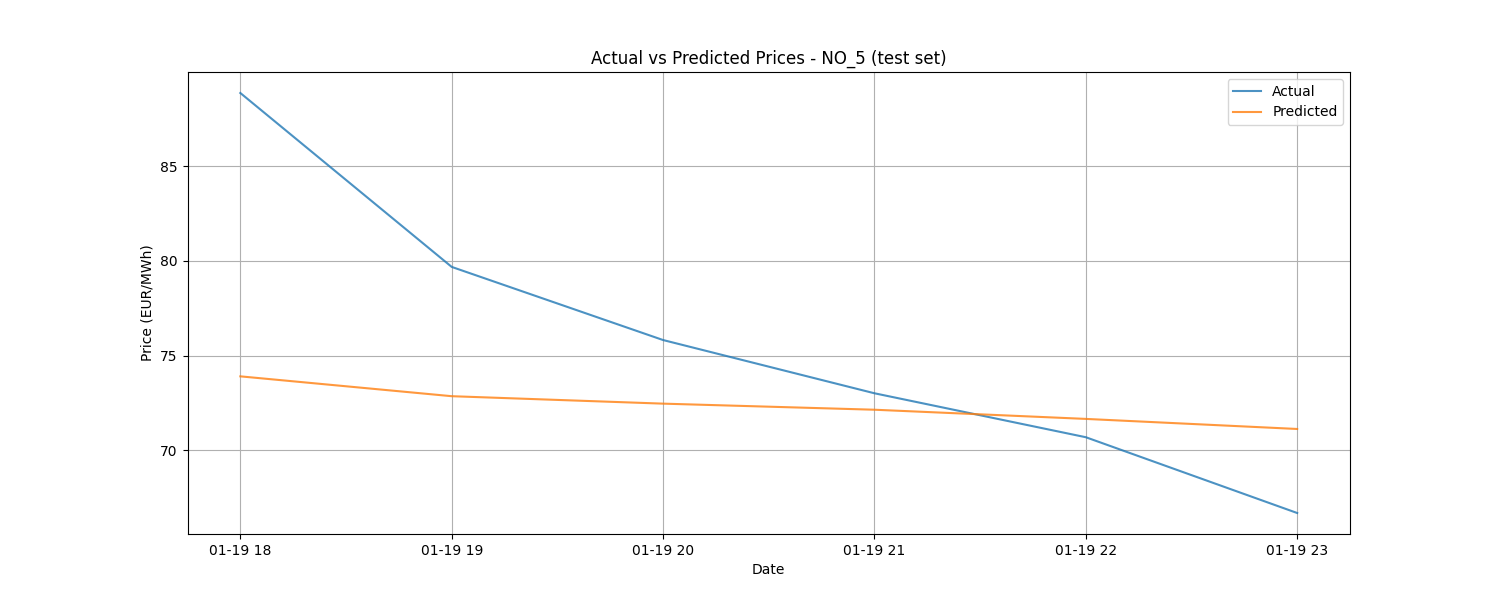 Actual vs Predicted Prices - NO_5 (test set)
Actual
Predicted
Price (EUR/MWh)
85
80
75
70
01-19 18
01-19 19
01-19 20
01-19 21
01-19 22
01-19 23
Date